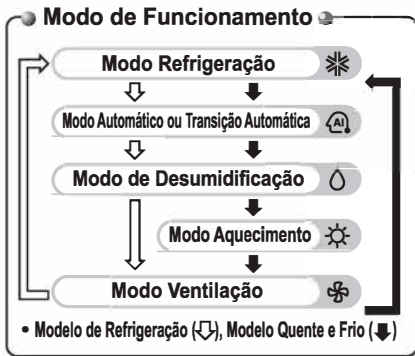 Modo de Funcionamento
Modo Refrigeração
Modo Automático ou Transição Automática
AI
Modo de Desumidificação
Modo Aquecimento
Modo Ventilação
• Modelo de Refrigeração (⇩), Modelo Quente e Frio (⬇)